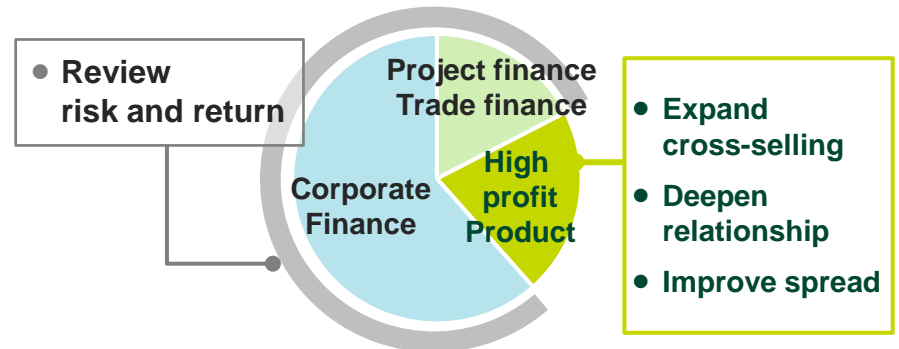 • Review
risk and return
Project finance
Trade finance
Corporate
Finance
High
profit
Product
• Expand
cross-selling
• Deepen
relationship
• Improve spread